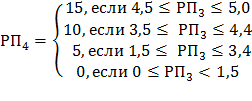 РП₄ =
15, если 4,5 ≤ РП₃ ≤ 5,0
10, если 3,5 ≤ РП₃ ≤ 4,4
5, если 1,5 ≤ РП₃ ≤ 3,4
0, если 0 ≤ РП₃ < 1,5